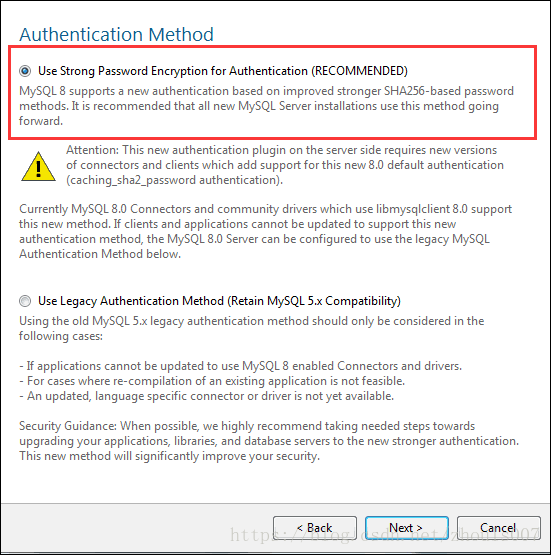 Authentication Method
Use Strong Password Encryption for Authentication (RECOMMENDED)
MySQL 8 supports a new authentication based on improved stronger SHA256-based password
methods. It is recommended that all new MySQL Server installations use this method going
forward.
Attention: This new authentication plugin on the server side requires new versions
of connectors and clients which add support for this new 8.0 default authentication
(caching_sha2_password authentication).
Currently MySQL 8.0 Connectors and community drivers which use libmysqlclient 8.0 support
this new method. If clients and applications cannot be updated to support this new
authentication method, the MySQL 8.0 Server can be configured to use the legacy MySQL
Authentication Method below.
Use Legacy Authentication Method (Retain MySQL 5.x Compatibility)
Using the old MySQL 5.x legacy authentication method should only be considered in the
following cases:
- If applications cannot be updated to use MySQL 8 enabled Connectors and drivers.
- For cases where re-compilation of an existing application is not feasible.
- An updated, language specific connector or driver is not yet available.
Security Guidance: When possible, we highly recommend taking needed steps towards
upgrading your applications, libraries, and database servers to the new stronger authentication.
This new method will significantly improve your security.
< Back
Next >
Cancel